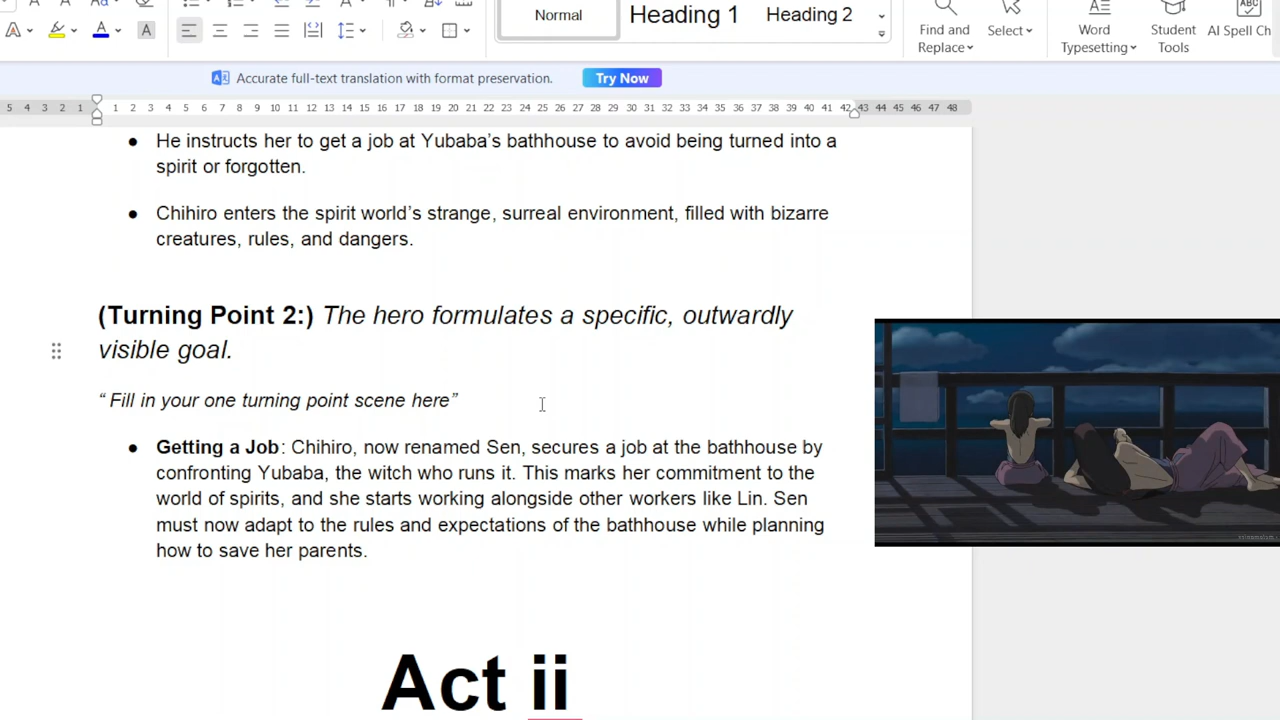 Normal
Heading 1
Heading 2
Find and
Replace
Select
Word
Typesetting
Student
Tools
AI Spell Ch
Accurate full-text translation with format preservation.
Try Now
5 4 3 2 1 1 2 3 4 5 6 7 8 9 10 11 12 13 14 15 16 17 18 19 20 21 22 23 24 25 26 27 28 29 30 31 32 33 34 35 36 37 38 39 40 41 42 43 44 45 46 47 48
● He instructs her to get a job at Yubaba’s bathhouse to avoid being turned into a
spirit or forgotten.
● Chihiro enters the spirit world’s strange, surreal environment, filled with bizarre
creatures, rules, and dangers.
(Turning Point 2:) The hero formulates a specific, outwardly
visible goal.
“ Fill in your one turning point scene here”
● Getting a Job: Chihiro, now renamed Sen, secures a job at the bathhouse by
confronting Yubaba, the witch who runs it. This marks her commitment to the
world of spirits, and she starts working alongside other workers like Lin. Sen
must now adapt to the rules and expectations of the bathhouse while planning
how to save her parents.
Act ii